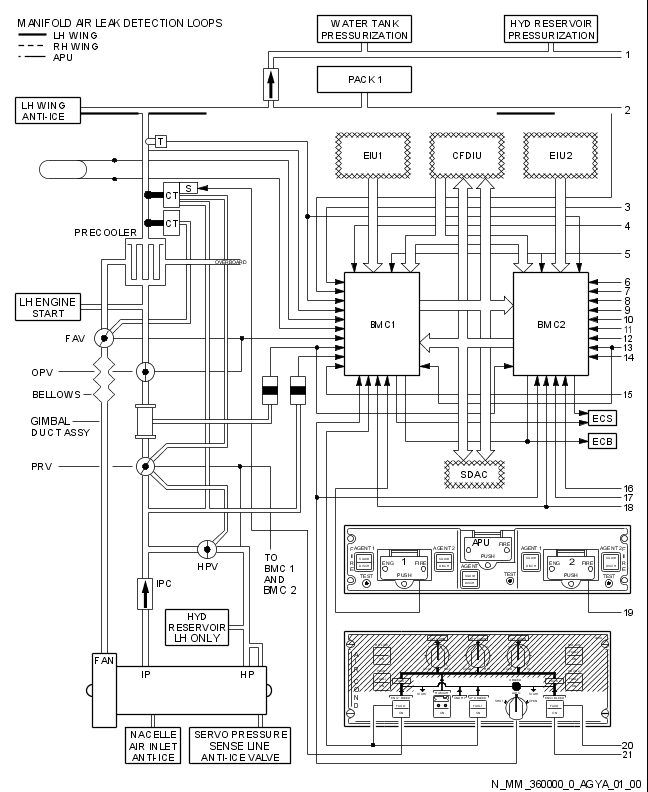 MANIFOLD AIR LEAK DETECTION LOOPS
LH WING
RH WING
APU
WATER TANK
PRESSURIZATION
HYD RESERVOIR
PRESSURIZATION
1
PACK 1
LH WING
ANTI-ICE
2
T
EIU1
CFDIU
EIU2
CT
S
3
CT
4
PRECOOLER
5
OVERBOARD
6
7
8
9
10
11
12
13
14
LH ENGINE
START
BMC1
BMC2
FAV
OPV
BELLOWS
15
GIMBAL
DUCT ASSY
ECS
ECB
PRV
SDAC
16
17
18
HPV
TO
BMC 1
AND
BMC 2
IPC
AGENT 1
AGENT 2
APU
FIRE
PUSH
AGENT
AGENT 1
AGENT 2
FIRE
ENG
1
FIRE
PUSH
TEST
TEST
ENG
2
FIRE
PUSH
TEST
FIRE
19
HYD
RESERVOIR
LH ONLY
AIR COND
FAN
IP
HP
NACELLE
AIR INLET
ANTI-ICE
SERVO PRESSURE
SENSE LINE
ANTI-ICE VALVE
20
21
N_MM_360000_0_AGYA_01_00